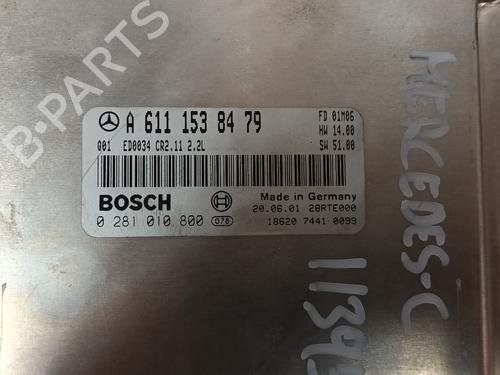 A 611 153 84 79
FD 01M06
HW 14.00
SW 51.00
Q01 ED0034 CR2.11 2.2L
BOSCH
Made in Germany
20.06.01 28RTE000
0 281 010 800 078
18620 7441 0099
MERCEDES-C
1139
B-PARTS